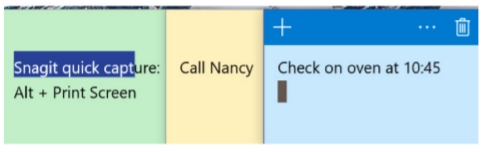 Snagit quick capture:
Alt + Print Screen
Call Nancy
Check on oven at 10:45